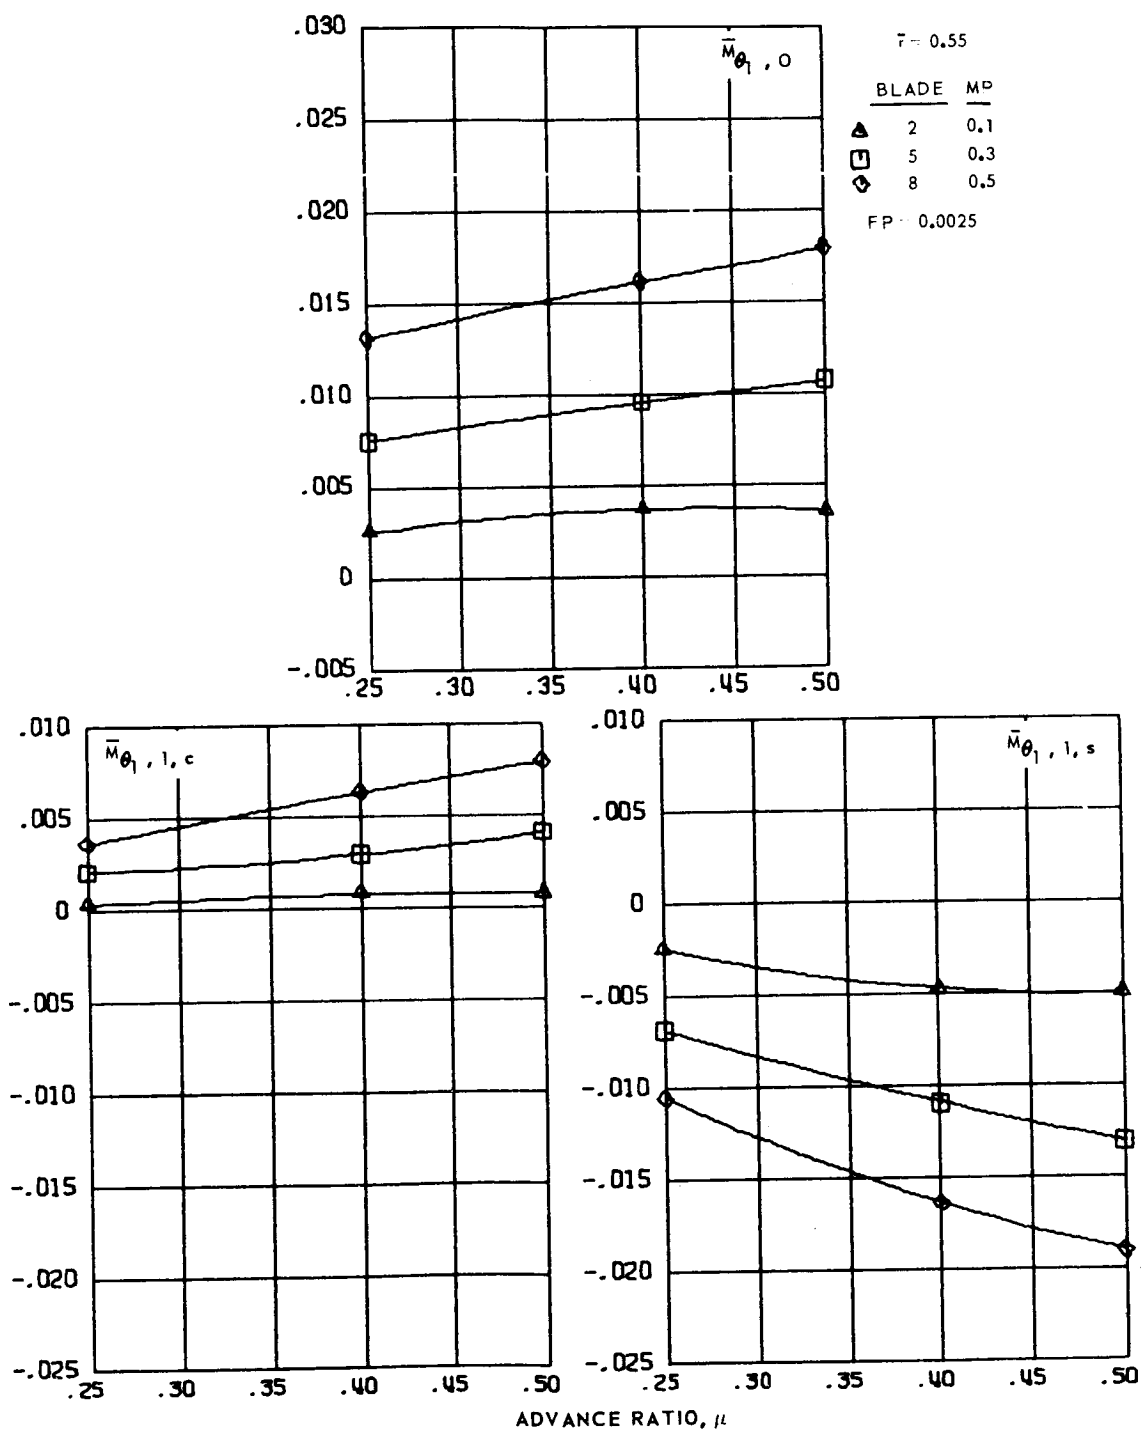 .030
.025
.020
.015
.010
.005
0
-.005
.25 .30 .35 .40 .45 .50
M̄θ₁ , O
r̄ = 0.55
BLADE MP
2 0.1
5 0.3
8 0.5
FP 0.0025
.010
.005
0
-.005
-.010
-.015
-.020
-.025
.25 .30 .35 .40 .45 .50
M̄θ₁ , 1, c
.010
.005
0
-.005
-.010
-.015
-.020
-.025
.25 .30 .35 .40 .45 .50
M̄θ₁ , 1, s
ADVANCE RATIO, μ